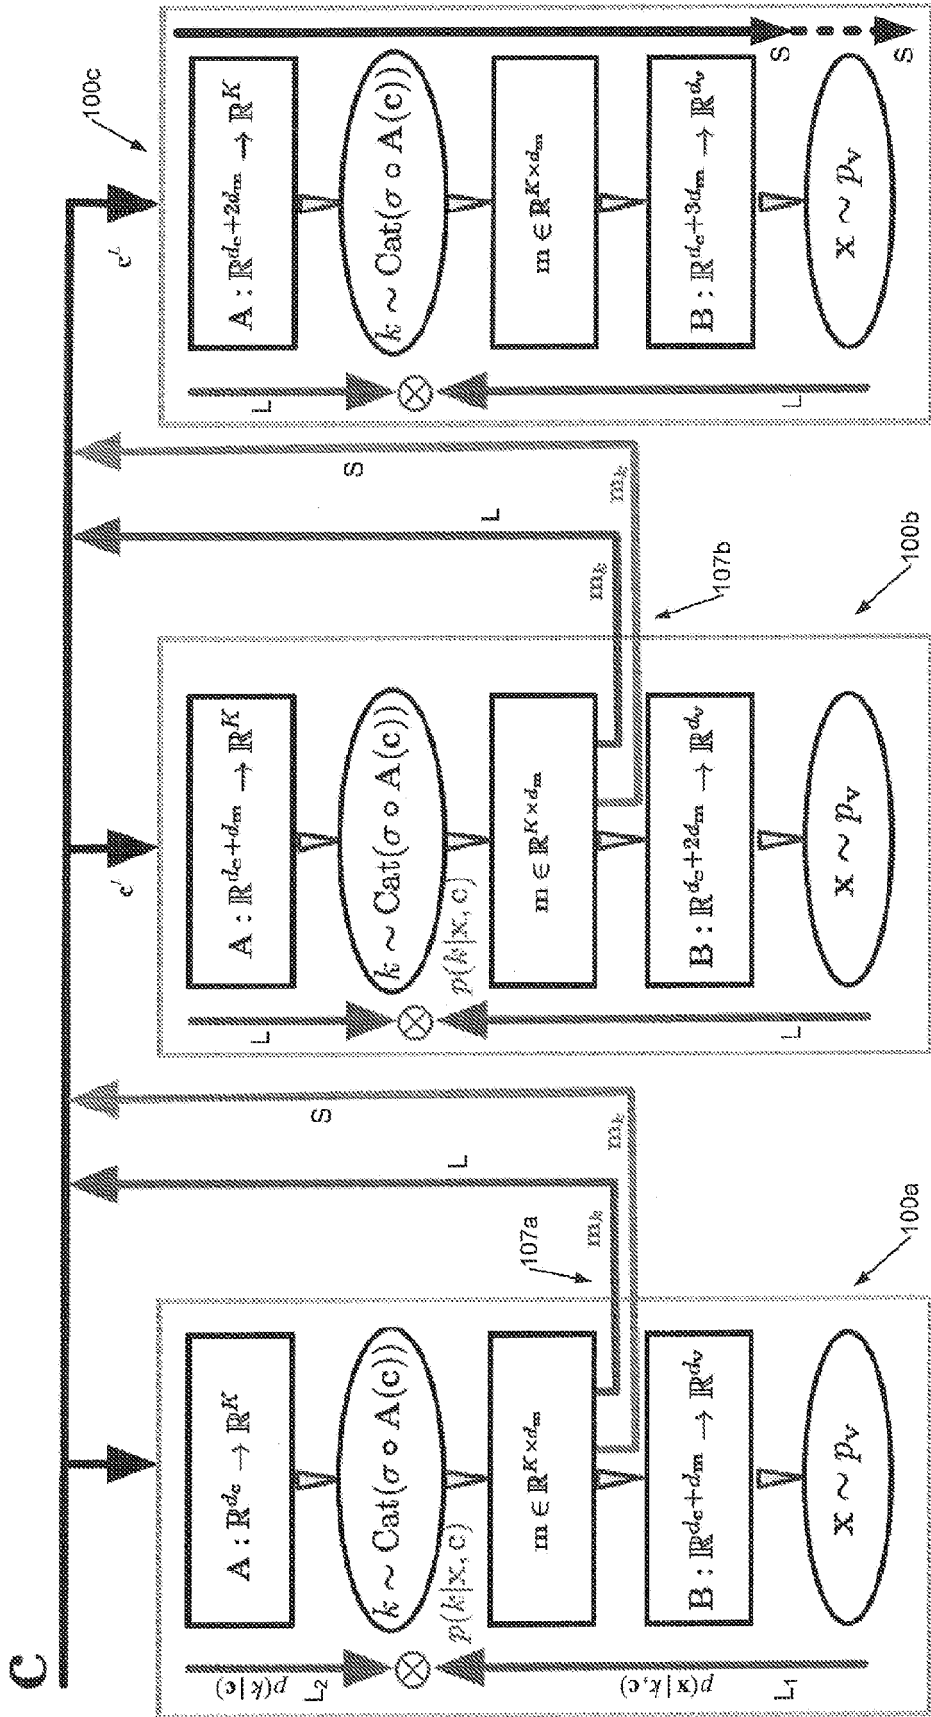 C
A : ℝ^{d_c} → ℝ^K
k ~ Cat(σ ∘ A(c))
p(k|x, c)
m ∈ ℝ^{K×d_m}
B : ℝ^{d_c+d_m} → ℝ^{d_v}
x ~ p_v
p(k|c)
L_2
p(x|k, c)
L_1
107a
m_k
m_k
L
S
100a
c′
A : ℝ^{d_c+d_m} → ℝ^K
k ~ Cat(σ ∘ A(c))
p(k|x, c)
m ∈ ℝ^{K×d_m}
B : ℝ^{d_c+2d_m} → ℝ^{d_v}
x ~ p_v
L
L
m_k
m_k
L
S
107b
100b
A : ℝ^{d_c+2d_m} → ℝ^K
k ~ Cat(σ ∘ A(c))
m ∈ ℝ^{K×d_m}
B : ℝ^{d_c+3d_m} → ℝ^{d_v}
x ~ p_v
L
L
S
S
100c